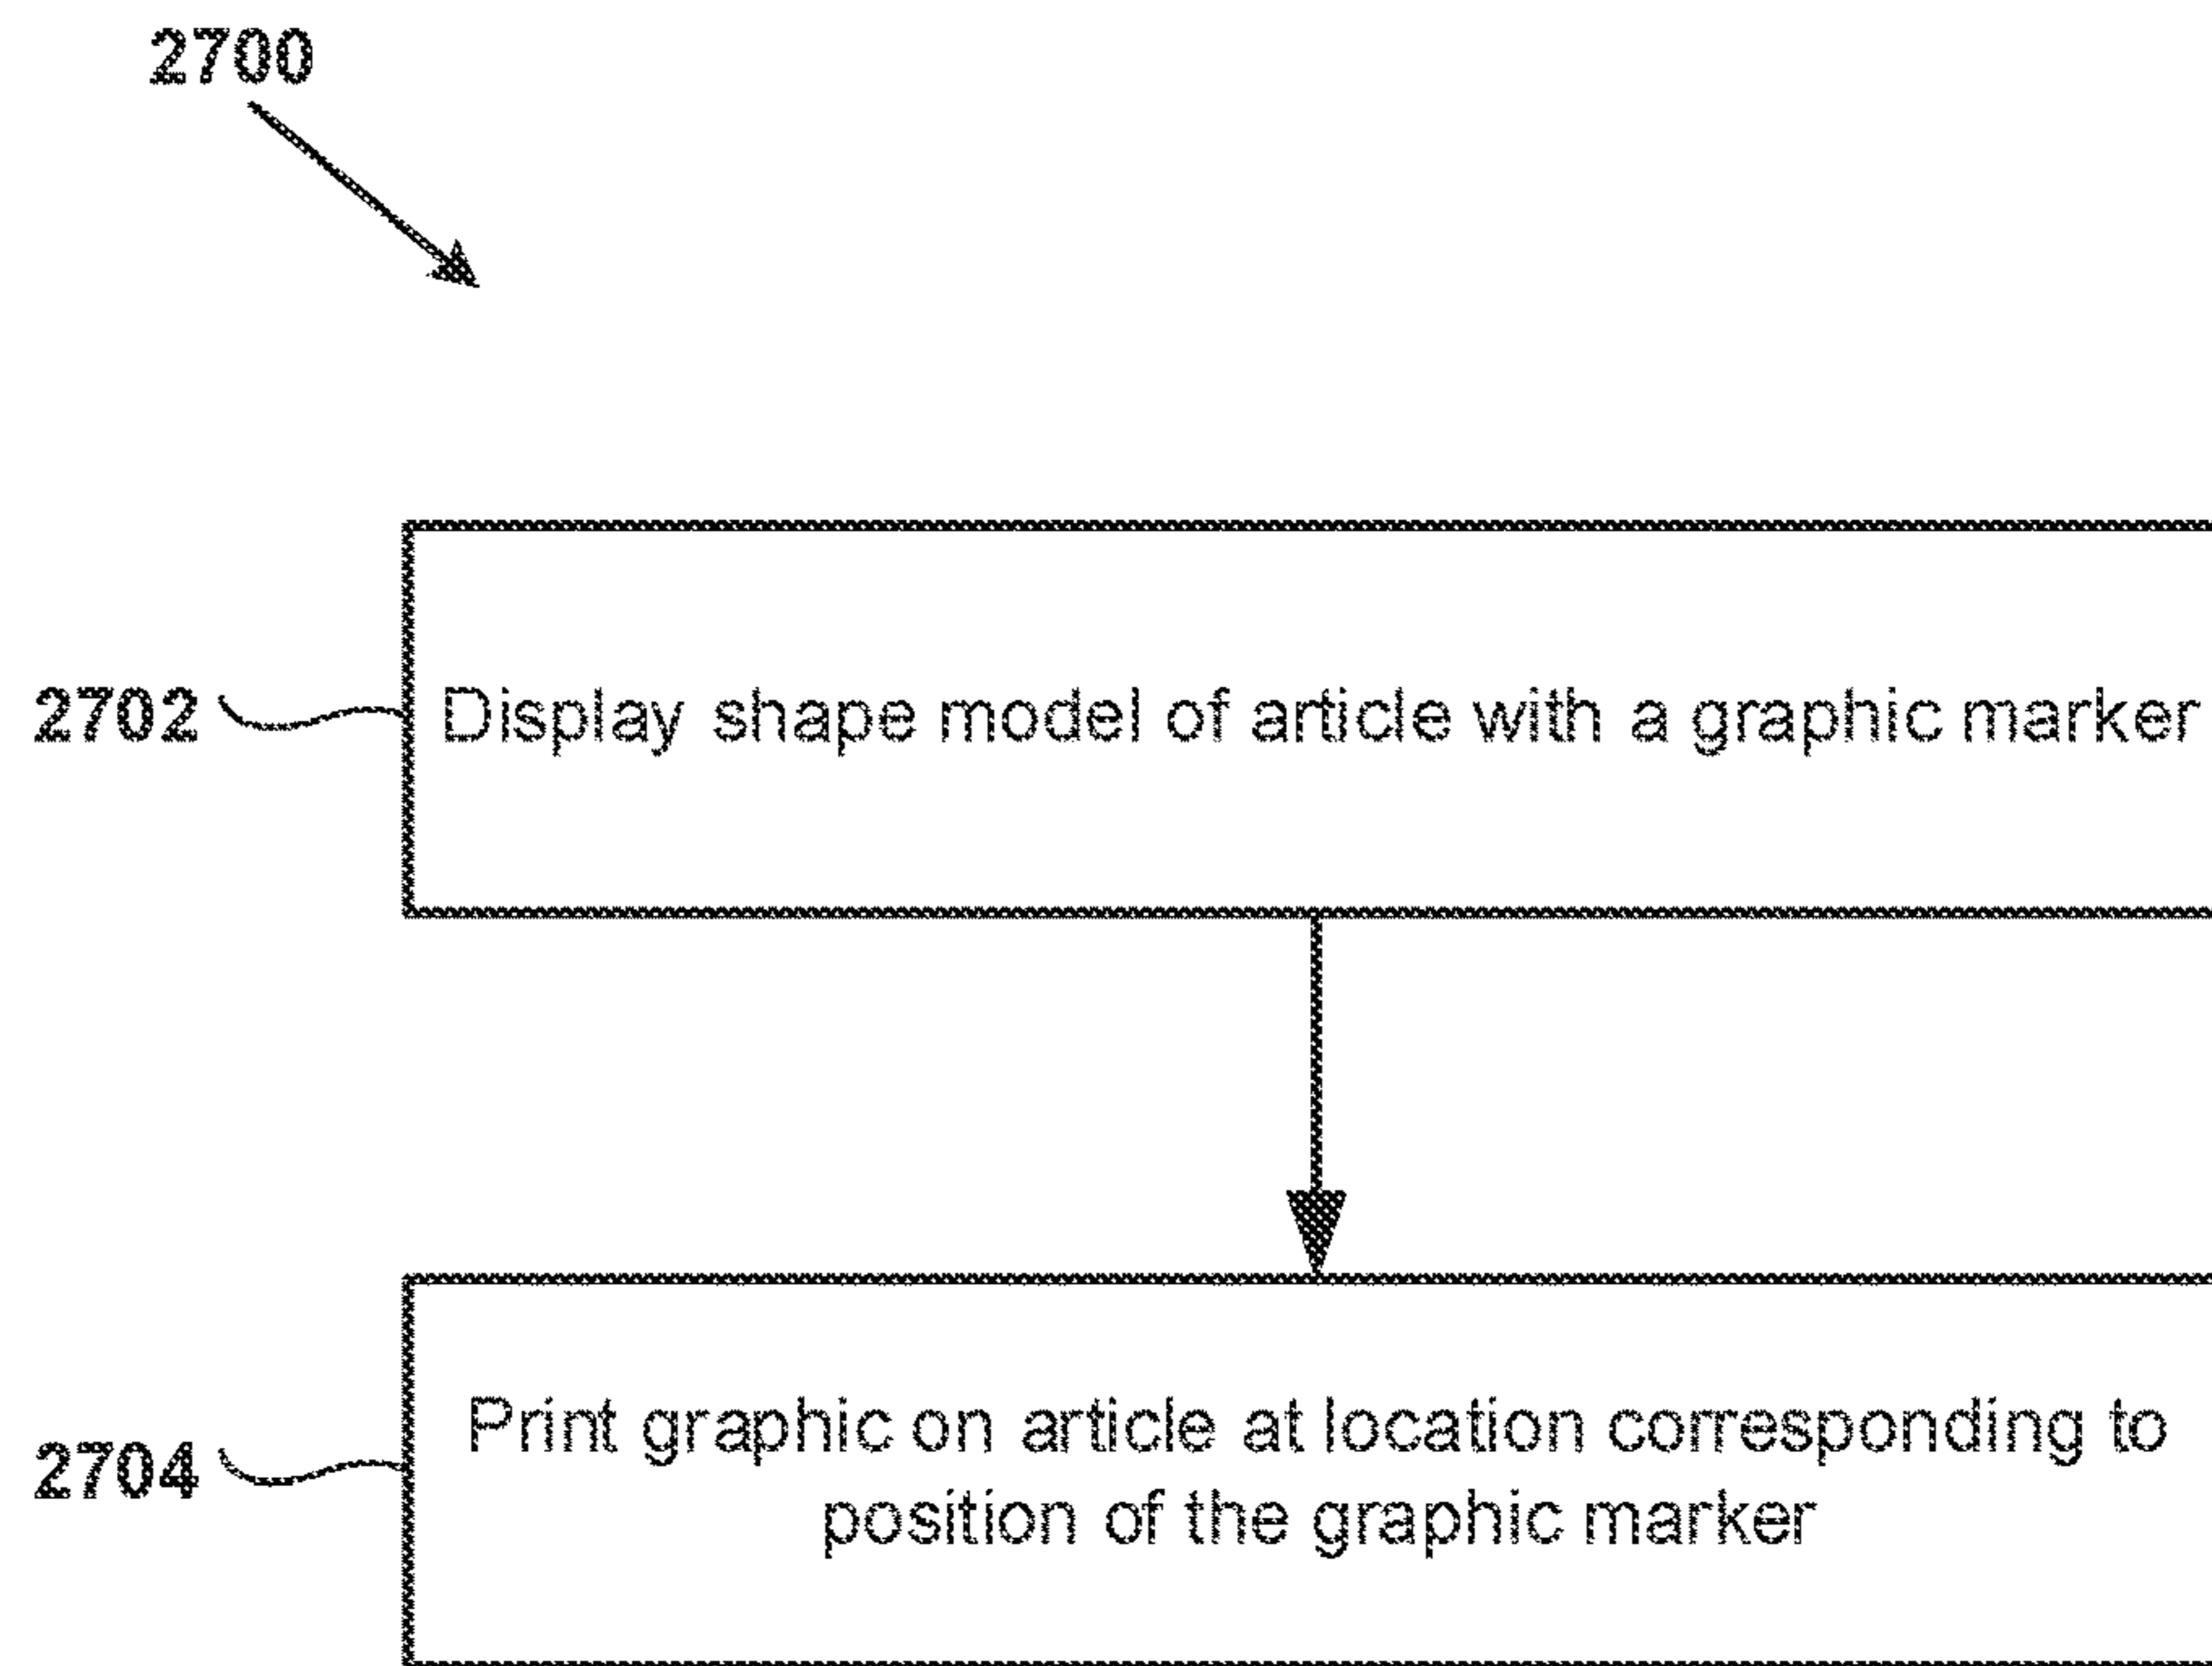 2700
2702
Display shape model of article with a graphic marker
2704
Print graphic on article at location corresponding to
position of the graphic marker